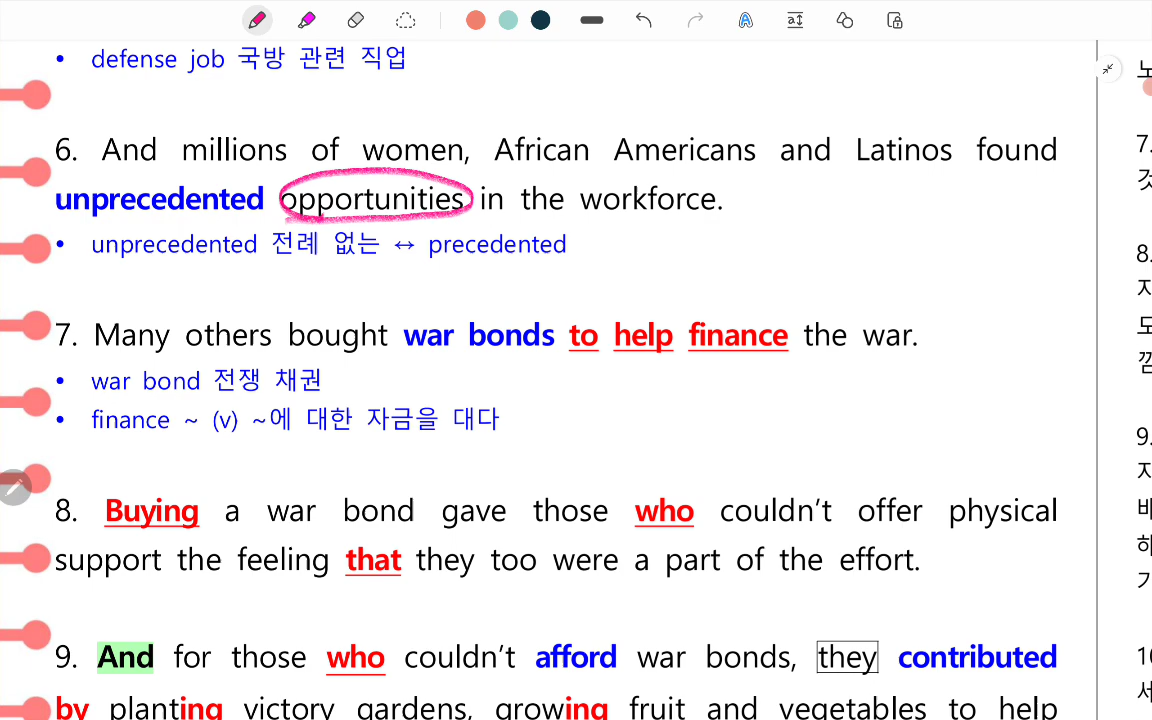 • defense job 국방 관련 직업
6. And millions of women, African Americans and Latinos found
unprecedented opportunities in the workforce.
• unprecedented 전례 없는 ↔ precedented
7. Many others bought war bonds to help finance the war.
• war bond 전쟁 채권
• finance ~ (v) ~에 대한 자금을 대다
8. Buying a war bond gave those who couldn't offer physical
support the feeling that they too were a part of the effort.
9. And for those who couldn't afford war bonds, they contributed
by planting victory gardens, growing fruit and vegetables to help
7.
8.
9.